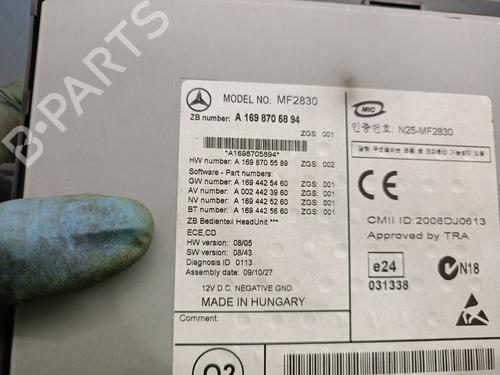 B-PARTS
MODEL NO. MF2830
ZB number: A 169 870 58 94
ZGS: 001
*A1698705894*
HW number: A 169 870 55 89 ZGS: 002
Software - Part numbers:
GW number: A 169 442 54 60 ZGS: 001
AV number: A 002 442 39 60 ZGS: 001
NV number: A 169 442 52 60 ZGS: 001
BT number: A 169 442 56 60 ZGS: 001
ZB Bedienteil HeadUnit ***
ECE,CD
HW version: 08/05
SW version: 08/43
Diagnosis ID: 0113
Assembly date: 09/10/27
12V D.C. NEGATIVE GND.
MADE IN HUNGARY
Comment:
MIC
인증번호: N25-MF2830
CE
CMII ID:2008DJ0613
Approved by TRA
e24
031338
N18
02